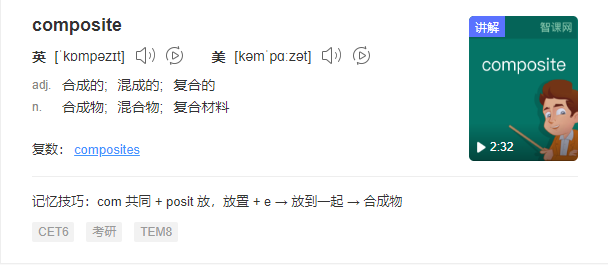 composite
英 [ˈkɒmpəzɪt] 美 [kəmˈpɑːzət]
adj. 合成的；混成的；复合的
n. 合成物；混合物；复合材料
复数： composites
记忆技巧：com 共同 + posit 放，放置 + e → 放到一起 → 合成物
CET6 考研 TEM8
讲解 智课网
composite
2:32